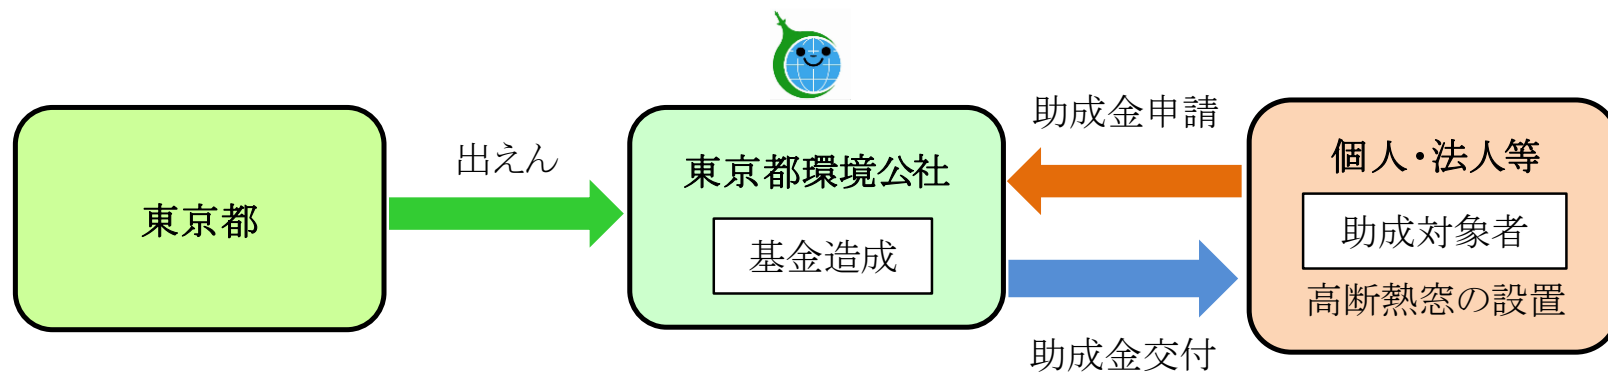 東京都
出えん
東京都環境公社
基金造成
助成金申請
助成金交付
個人・法人等
助成対象者
高断熱窓の設置